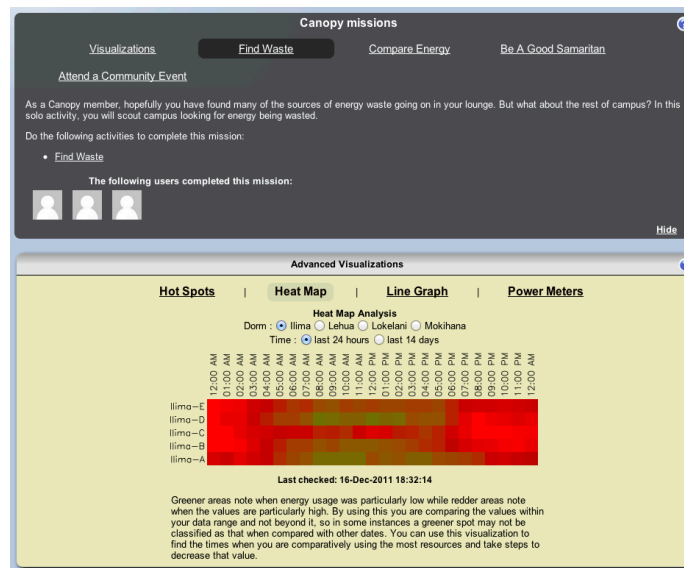 Canopy missions
Visualizations Find Waste Compare Energy Be A Good Samaritan
Attend a Community Event
As a Canopy member, hopefully you have found many of the sources of energy waste going on in your lounge. But what about the rest of campus? In this
solo activity, you will scout campus looking for energy being wasted.
Do the following activities to complete this mission:
• Find Waste
The following users completed this mission:
Hide
Advanced Visualizations
Hot Spots | Heat Map | Line Graph | Power Meters
Heat Map Analysis
Dorm : Ilima Lehua Lokelani Mokihana
Time : last 24 hours last 14 days
12:00 AM 01:00 AM 02:00 AM 03:00 AM 04:00 AM 05:00 AM 06:00 AM 07:00 AM 08:00 AM 09:00 AM 10:00 AM 11:00 AM 12:00 PM 01:00 PM 02:00 PM 03:00 PM 04:00 PM 05:00 PM 06:00 PM 07:00 PM 08:00 PM 09:00 PM 10:00 PM 11:00 PM 12:00 AM
Ilima-E
Ilima-D
Ilima-C
Ilima-B
Ilima-A
Last checked: 16-Dec-2011 18:32:14
Greener areas note when energy usage was particularly low while redder areas note
when the values are particularly high. By using this you are comparing the values within
your data range and not beyond it, so in some instances a greener spot may not be
classified as that when compared with other dates. You can use this visualization to
find the times when you are comparatively using the most resources and take steps to
decrease that value.